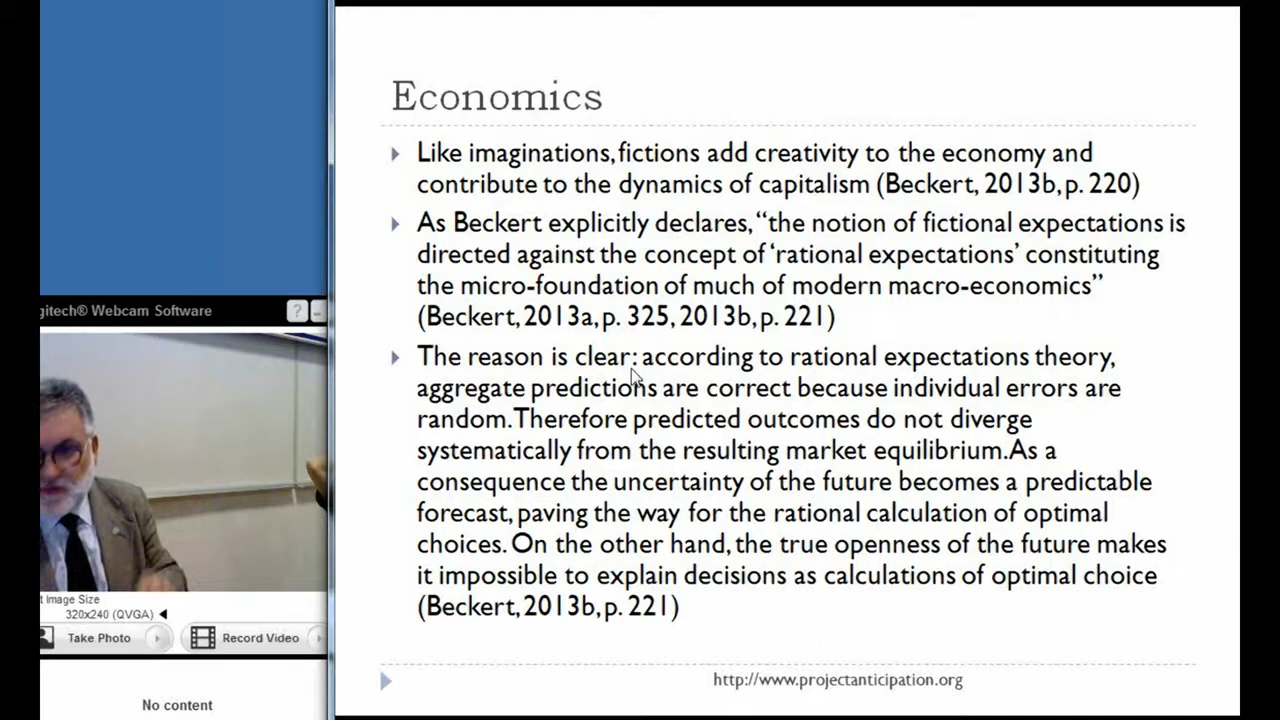 Economics
Like imaginations, fictions add creativity to the economy and
contribute to the dynamics of capitalism (Beckert, 2013b, p. 220)
As Beckert explicitly declares, “the notion of fictional expectations is
directed against the concept of ‘rational expectations’ constituting
the micro-foundation of much of modern macro-economics”
(Beckert, 2013a, p. 325, 2013b, p. 221)
The reason is clear: according to rational expectations theory,
aggregate predictions are correct because individual errors are
random. Therefore predicted outcomes do not diverge
systematically from the resulting market equilibrium. As a
consequence the uncertainty of the future becomes a predictable
forecast, paving the way for the rational calculation of optimal
choices. On the other hand, the true openness of the future makes
it impossible to explain decisions as calculations of optimal choice
(Beckert, 2013b, p. 221)
http://www.projectanticipation.org
gitech® Webcam Software
? –
t Image Size
320x240 (QVGA)
Take Photo
Record Video
No content